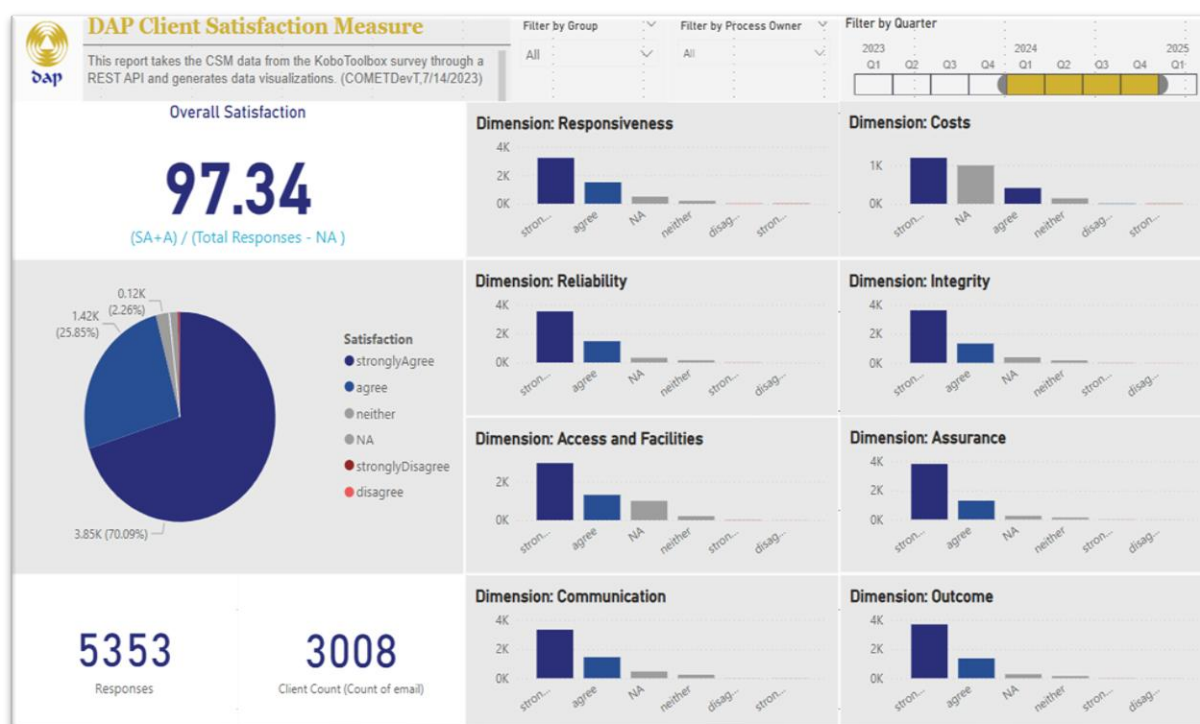 dap
DAP Client Satisfaction Measure
This report takes the CSM data from the KoboToolbox survey through a
REST API and generates data visualizations. (COMETDevT,7/14/2023)
Filter by Group
All
Filter by Process Owner
All
Filter by Quarter
2023 2024 2025
Q1 Q2 Q3 Q4 Q1 Q2 Q3 Q4 Q1
Overall Satisfaction
97.34
(SA+A) / (Total Responses - NA )
0.12K
(2.26%)
1.42K
(25.85%)
3.85K (70.09%)
Satisfaction
stronglyAgree
agree
neither
NA
stronglyDisagree
disagree
5353
Responses
3008
Client Count (Count of email)
Dimension: Responsiveness
4K
2K
0K
stron... agree NA neither disag... stron...
Dimension: Costs
1K
0K
stron... NA agree neither disag... stron...
Dimension: Reliability
4K
2K
0K
stron... agree NA neither stron... disag...
Dimension: Integrity
4K
2K
0K
stron... agree NA neither stron... disag...
Dimension: Access and Facilities
2K
0K
stron... agree NA neither stron... disag...
Dimension: Assurance
4K
2K
0K
stron... agree NA neither stron... disag...
Dimension: Communication
4K
2K
0K
stron... agree NA neither disag... stron...
Dimension: Outcome
4K
2K
0K
stron... agree NA neither stron... disag...